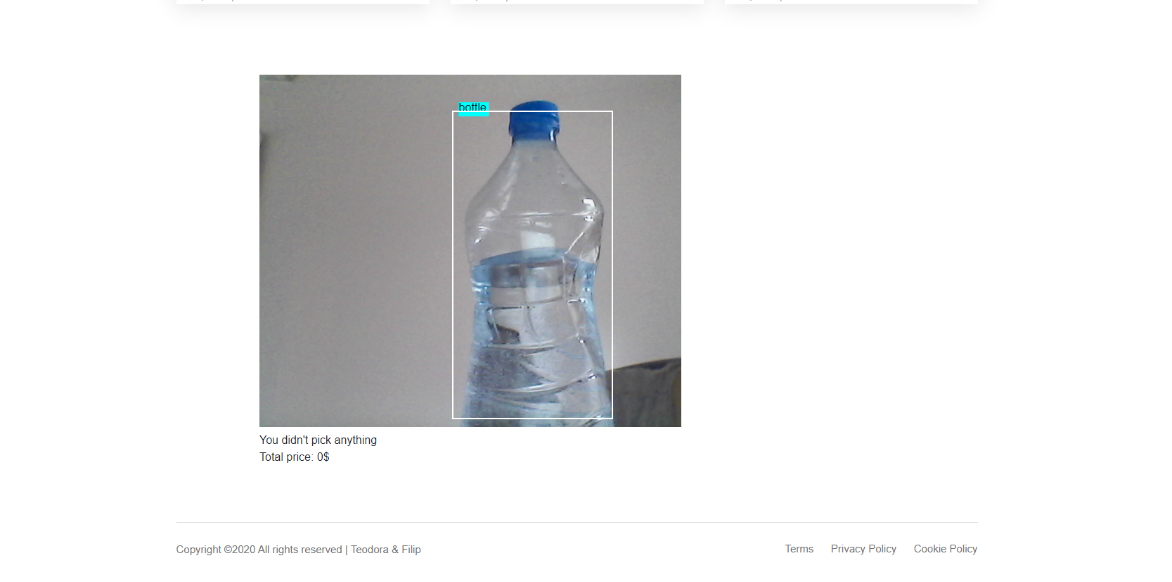 bottle
You didn't pick anything
Total price: 0$
Copyright ©2020 All rights reserved | Teodora & Filip
Terms Privacy Policy Cookie Policy